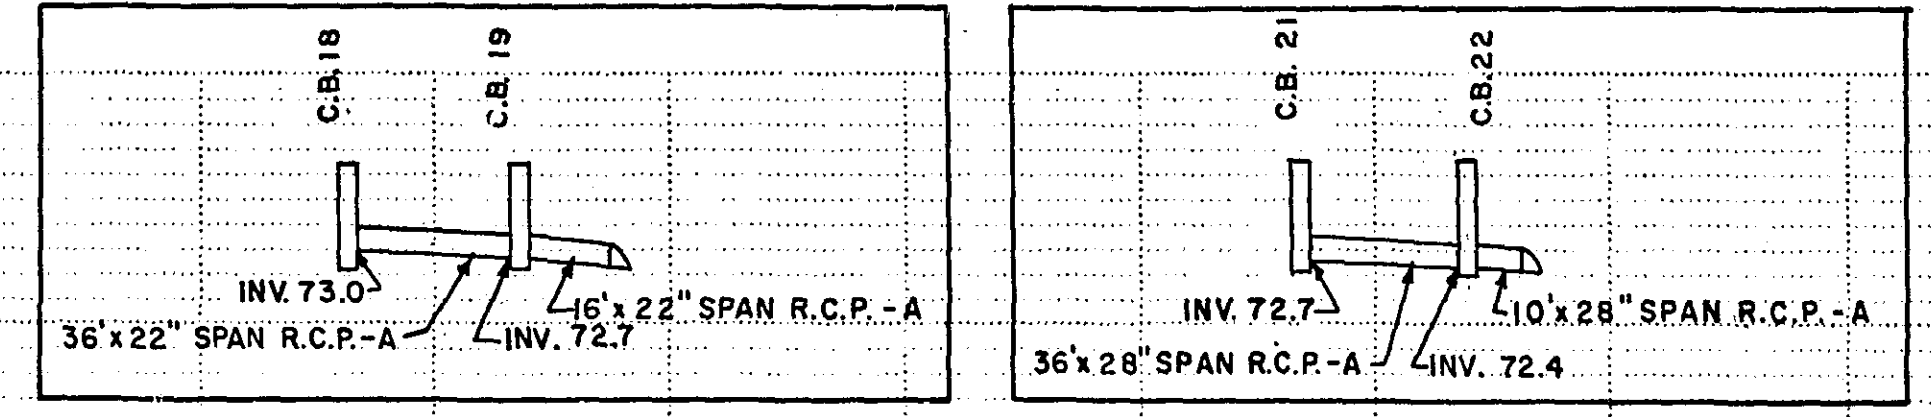 C.B. 18
C.B. 19
INV. 73.0
16'x 22" SPAN R.C.P. - A
36'x 22" SPAN R.C.P.-A
INV. 72.7
C.B. 21
C.B. 22
INV. 72.7
10'x 28" SPAN R.C.P. - A
36'x 28" SPAN R.C.P. - A
INV. 72.4